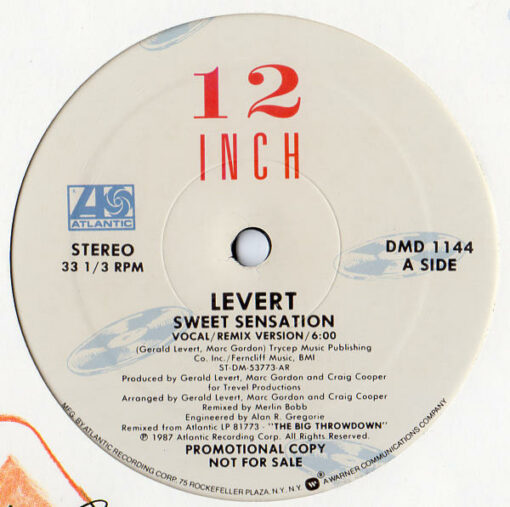 12
INCH
ATLANTIC
STEREO
33 1/3 RPM
DMD 1144
A SIDE
LEVERT
SWEET SENSATION
VOCAL/REMIX VERSION/6:00
(Gerald Levert, Marc Gordon) Trycep Music Publishing
Co. Inc./Ferncliff Music, BMI
ST-DM-53773-AR
Produced by Gerald Levert, Marc Gordon and Craig Cooper
for Trevel Productions
Arranged by Gerald Levert, Marc Gordon and Craig Cooper
Remixed by Merlin Bobb
Engineered by Alan R. Gregorie
Remixed from Atlantic LP 81773 - "THE BIG THROWDOWN"
℗ 1987 Atlantic Recording Corp. All Rights Reserved.
PROMOTIONAL COPY
NOT FOR SALE
MFG. BY ATLANTIC RECORDING CORP. 75 ROCKEFELLER PLAZA, N.Y. N.Y. W ® A WARNER COMMUNICATIONS COMPANY